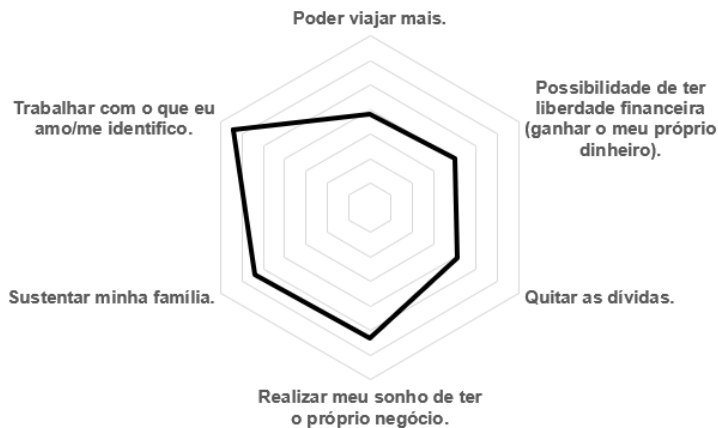 Poder viajar mais.
Possibilidade de ter
liberdade financeira
(ganhar o meu próprio
dinheiro).
Quitar as dívidas.
Realizar meu sonho de ter
o próprio negócio.
Sustentar minha família.
Trabalhar com o que eu
amo/me identifico.